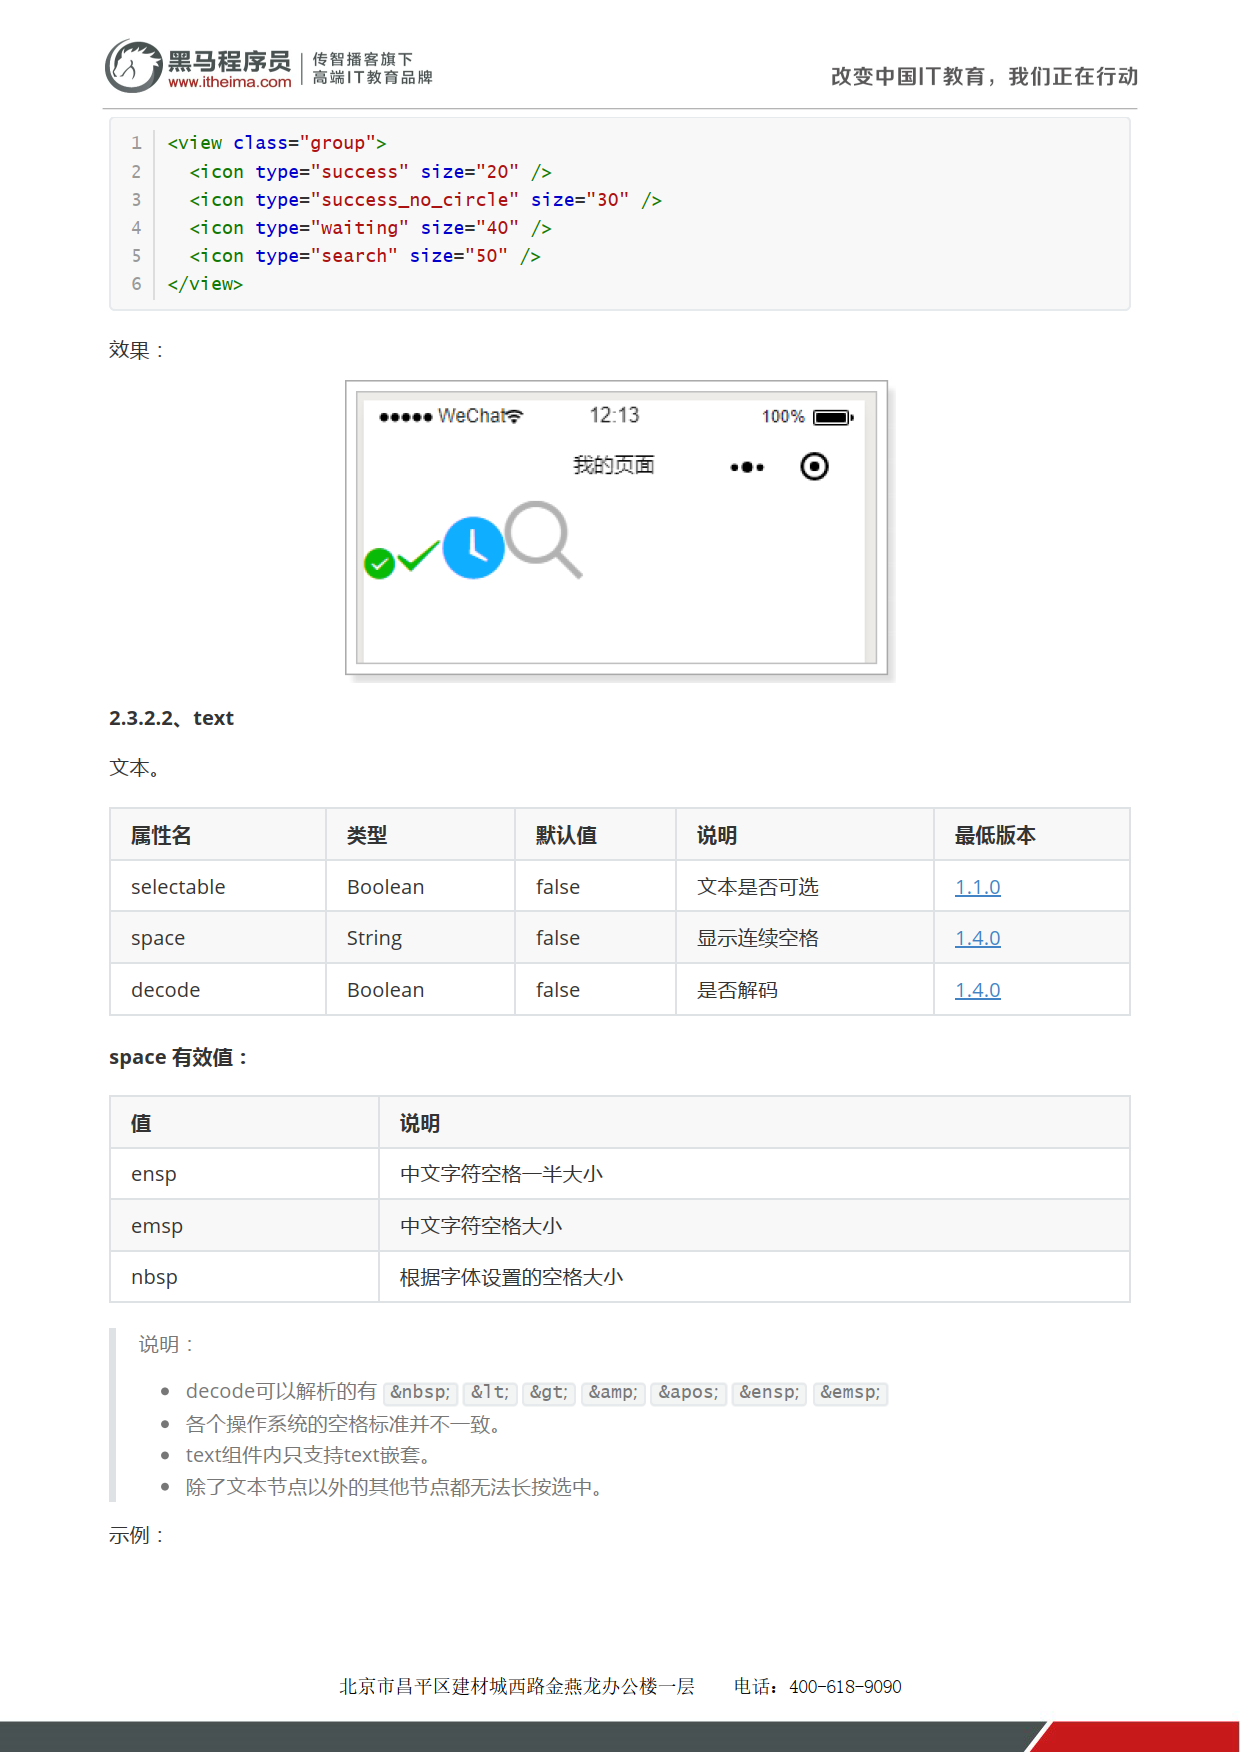 黑马程序员
www.itheima.com
传智播客旗下
高端IT教育品牌
改变中国IT教育，我们正在行动
1 <view class="group">
2   <icon type="success" size="20" />
3   <icon type="success_no_circle" size="30" />
4   <icon type="waiting" size="40" />
5   <icon type="search" size="50" />
6 </view>
效果：
WeChat 12:13 100%
我的页面
2.3.2.2、text
文本。
属性名 类型 默认值 说明 最低版本
selectable Boolean false 文本是否可选 1.1.0
space String false 显示连续空格 1.4.0
decode Boolean false 是否解码 1.4.0
space 有效值：
值 说明
ensp 中文字符空格一半大小
emsp 中文字符空格大小
nbsp 根据字体设置的空格大小
说明：
• decode可以解析的有 &nbsp; &lt; &gt; &amp; &apos; &ensp; &emsp;
• 各个操作系统的空格标准并不一致。
• text组件内只支持text嵌套。
• 除了文本节点以外的其他节点都无法长按选中。
示例：
北京市昌平区建材城西路金燕龙办公楼一层 电话：400-618-9090